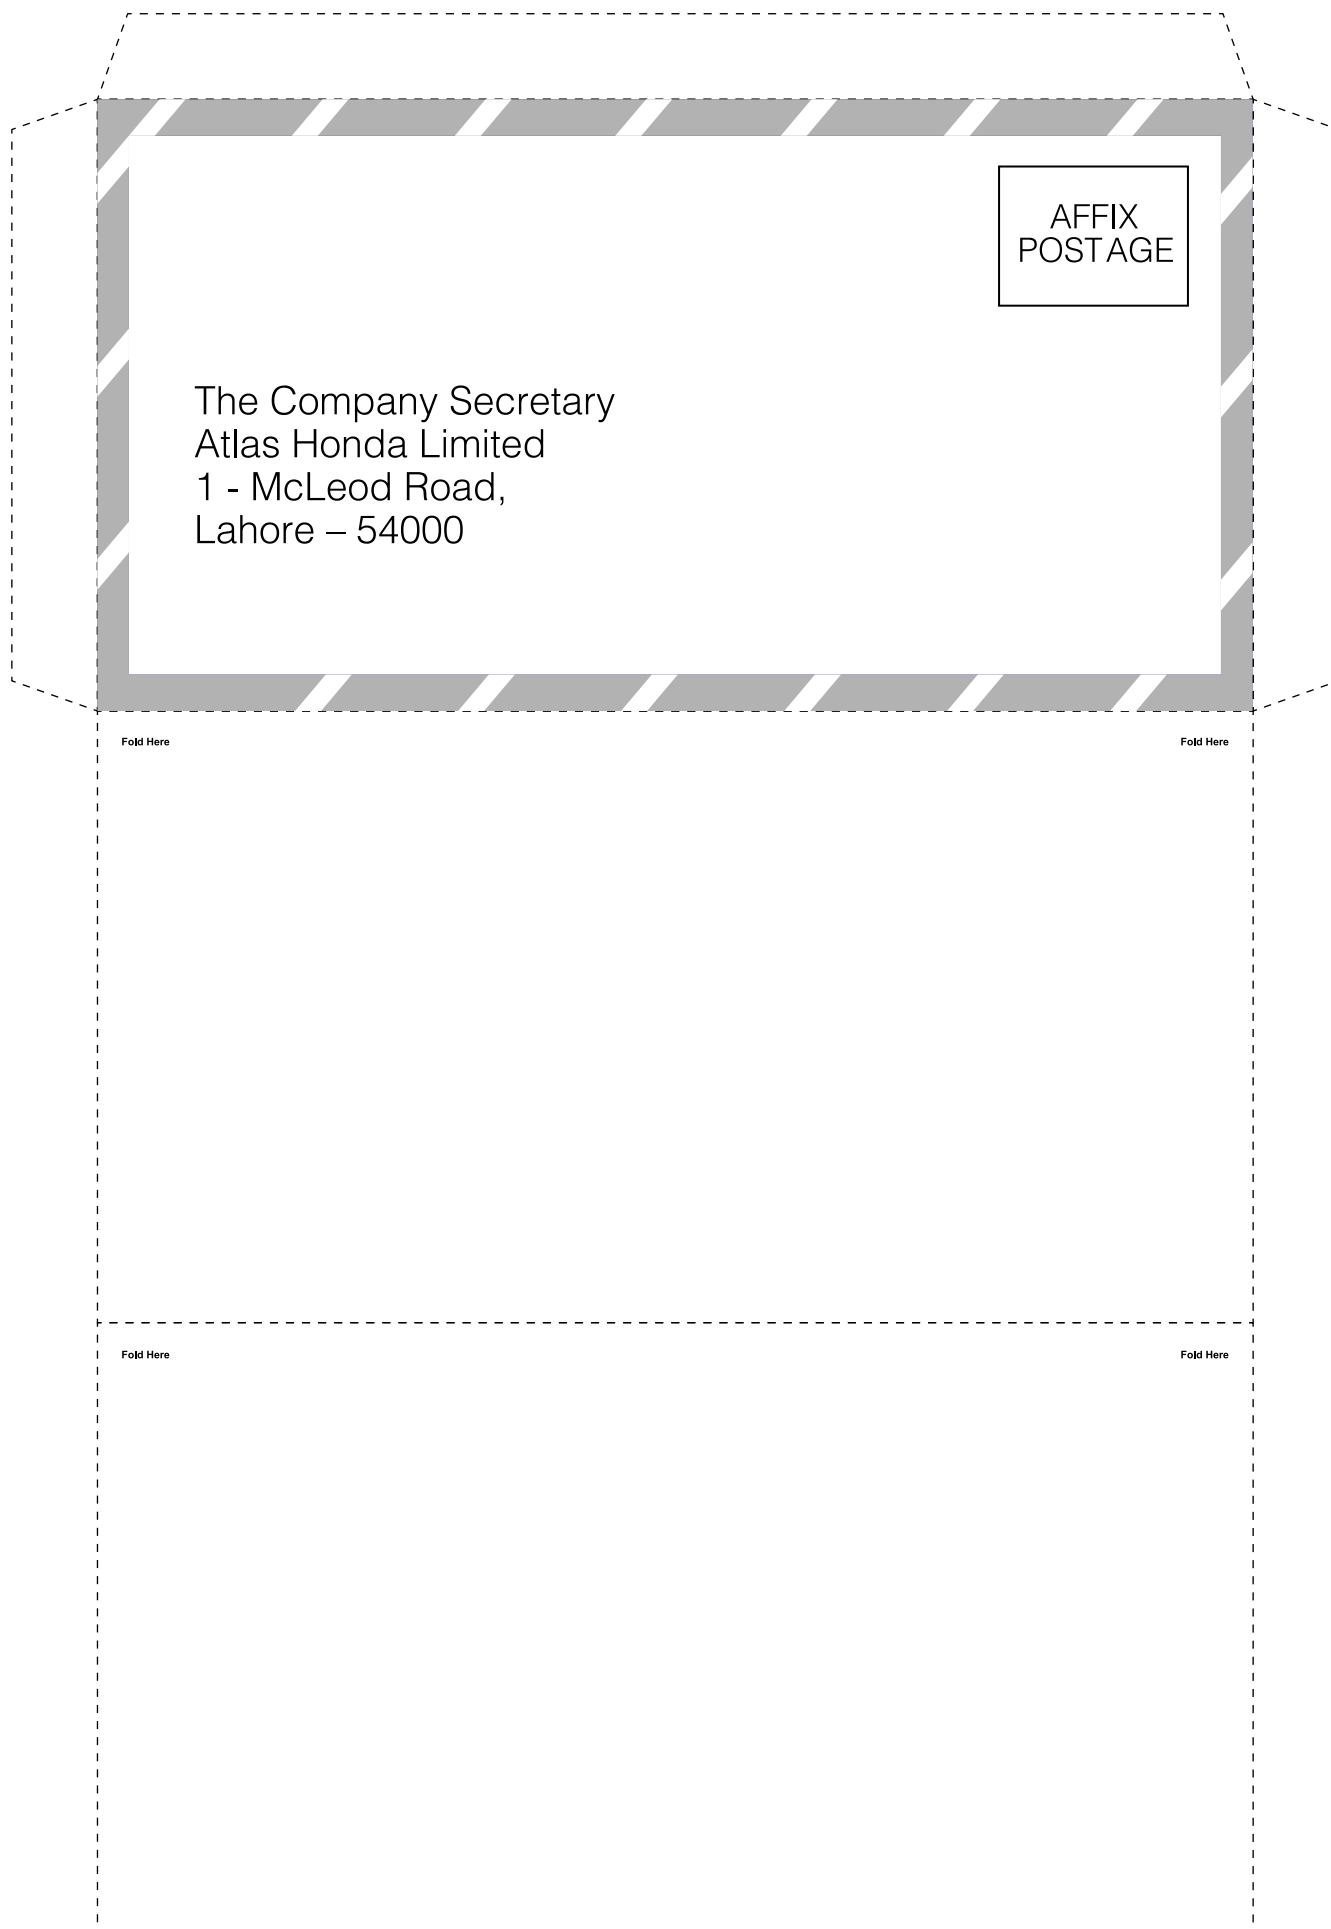 AFFIX
POSTAGE
The Company Secretary
Atlas Honda Limited
1 - McLeod Road,
Lahore – 54000
Fold Here
Fold Here
Fold Here
Fold Here